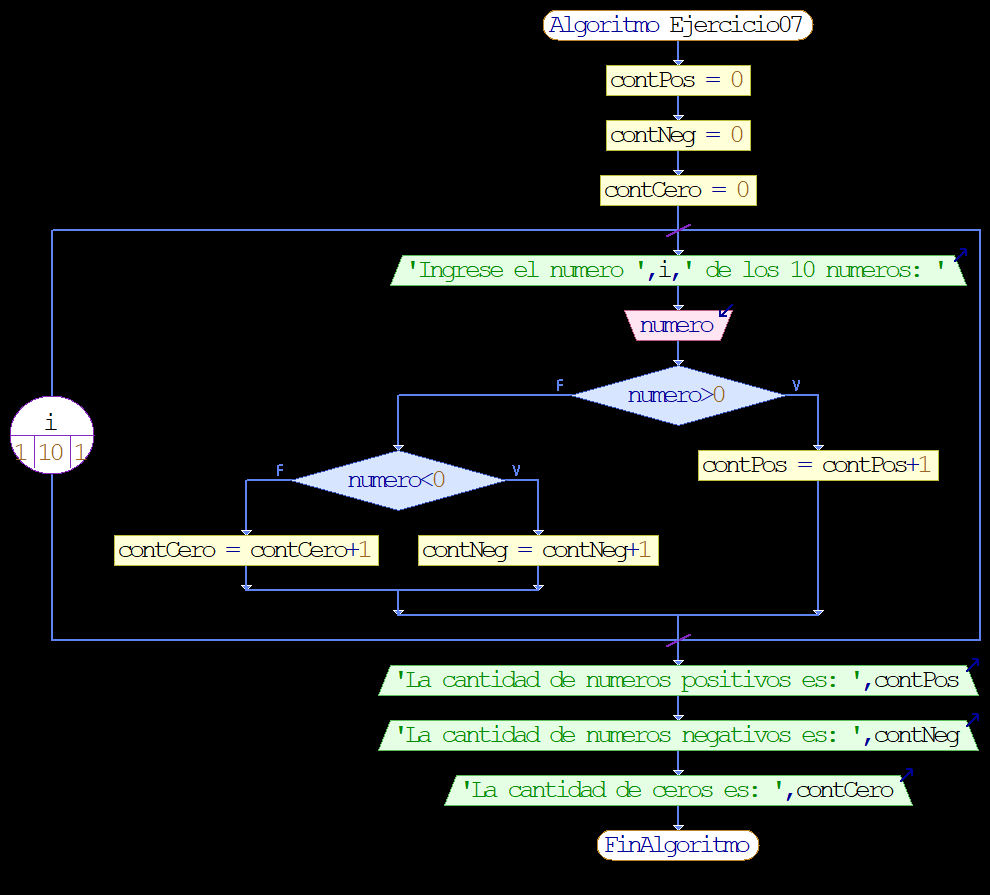 Algoritmo Ejercicio07
contPos = 0
contNeg = 0
contCero = 0
'Ingrese el numero ',i,' de los 10 numeros: '
numero
F
numero>0
V
i
1 10 1
contPos = contPos+1
F
numero<0
V
contCero = contCero+1
contNeg = contNeg+1
'La cantidad de numeros positivos es: ',contPos
'La cantidad de numeros negativos es: ',contNeg
'La cantidad de ceros es: ',contCero
FinAlgoritmo